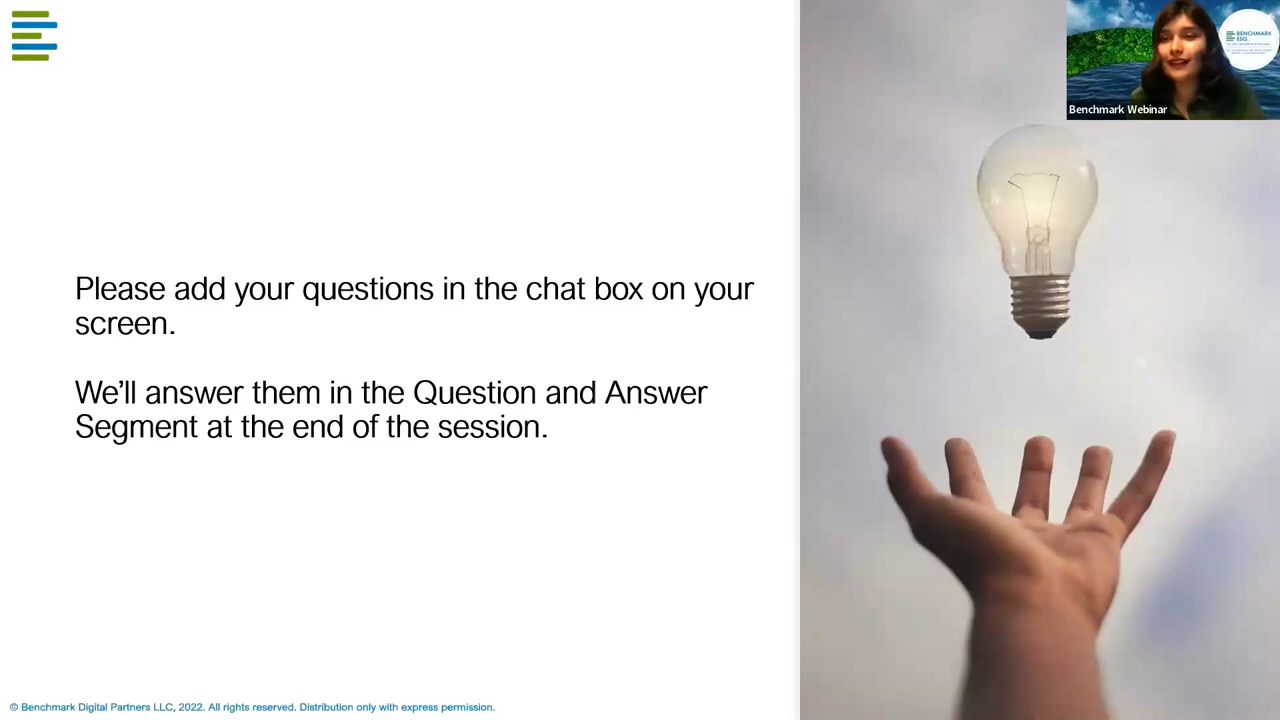 BENCHMARK
ESG
Benchmark Webinar
Please add your questions in the chat box on your
screen.
We’ll answer them in the Question and Answer
Segment at the end of the session.
© Benchmark Digital Partners LLC, 2022. All rights reserved. Distribution only with express permission.